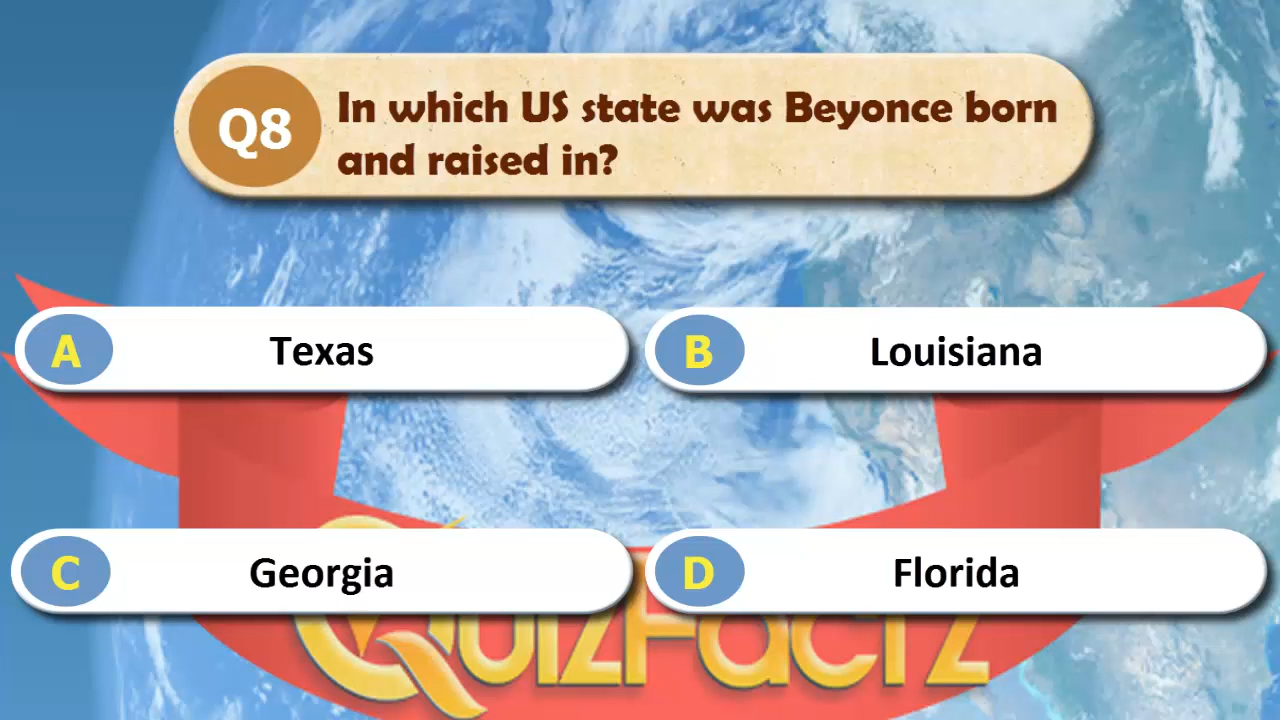 Q8
In which US state was Beyonce born
and raised in?
A
Texas
B
Louisiana
C
Georgia
D
Florida
QuizFactz